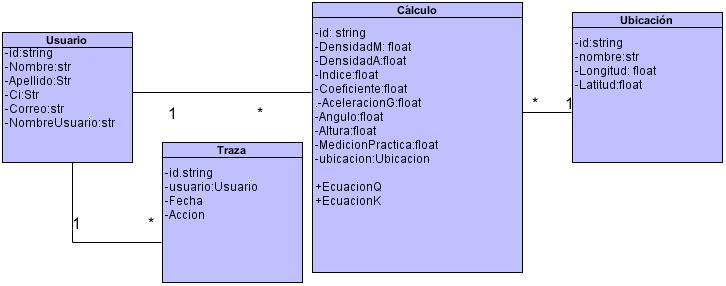 Usuario
-id:string
-Nombre:str
-Apellido:Str
-Ci:Str
-Correo:str
-NombreUsuario:str
1
*
Cálculo
-id: string
-DensidadM: float
-DensidadA:float
-Indice:float
-Coeficiente:float
.-AceleracionG:float
-Angulo:float
-Altura:float
-MedicionPractica:float
-ubicacion:Ubicacion
+EcuacionQ
+EcuacionK
*
1
Ubicación
-id:string
-nombre:str
-Longitud: float
-Latitud:float
Traza
-id.string
-usuario:Usuario
-Fecha
-Accion
1
*